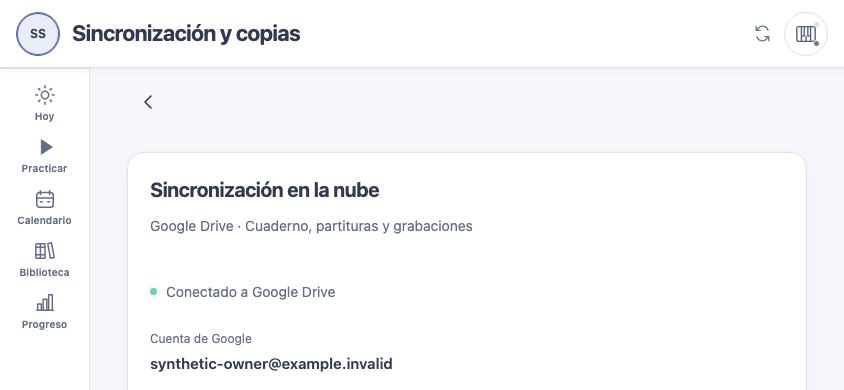 SS
Sincronización y copias
Hoy
Practicar
Calendario
Biblioteca
Progreso
Sincronización en la nube
Google Drive · Cuaderno, partituras y grabaciones
Conectado a Google Drive
Cuenta de Google
synthetic-owner@example.invalid